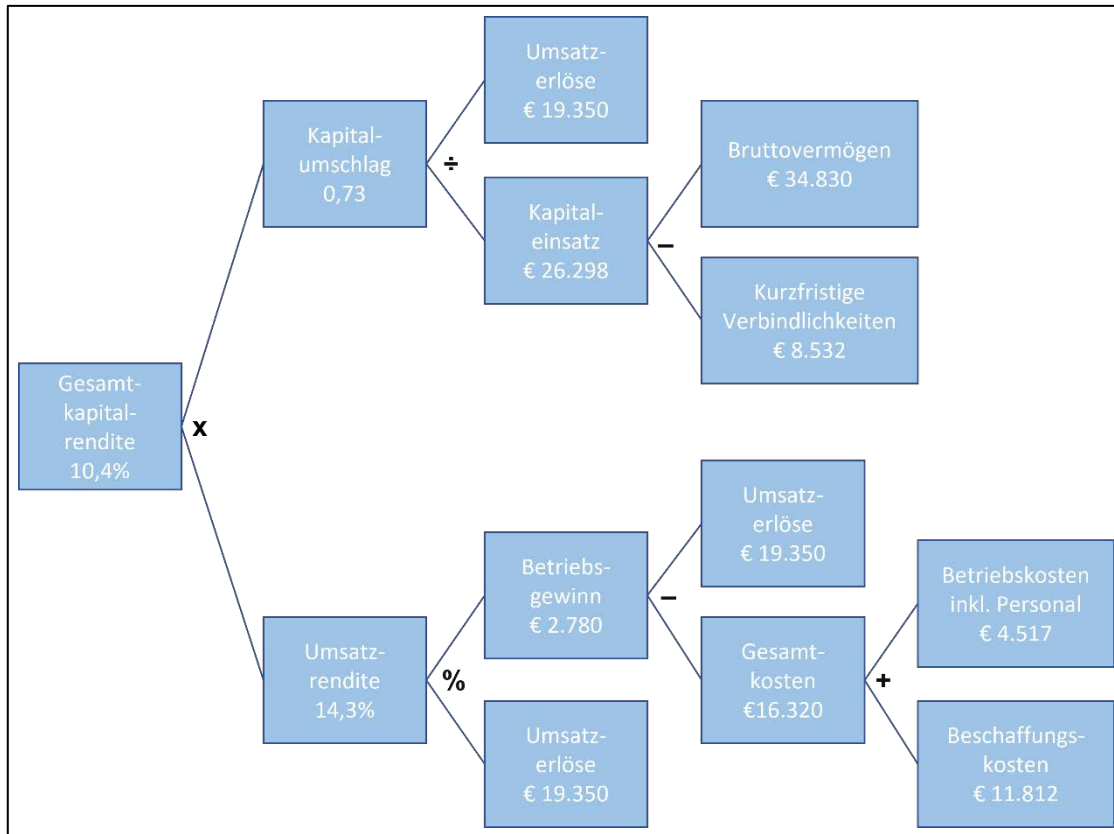 Umsatz-
erlöse
€ 19.350
Kapital-
umschlag
0,73
÷
Bruttovermögen
€ 34.830
Kapital-
einsatz
€ 26.298
–
Kurzfristige
Verbindlichkeiten
€ 8.532
Gesamt-
kapital-
rendite
10,4%
x
Umsatz-
erlöse
€ 19.350
Betriebs-
gewinn
€ 2.780
–
Betriebskosten
inkl. Personal
€ 4.517
Umsatz-
rendite
14,3%
%
Gesamt-
kosten
€16.320
+
Umsatz-
erlöse
€ 19.350
Beschaffungs-
kosten
€ 11.812